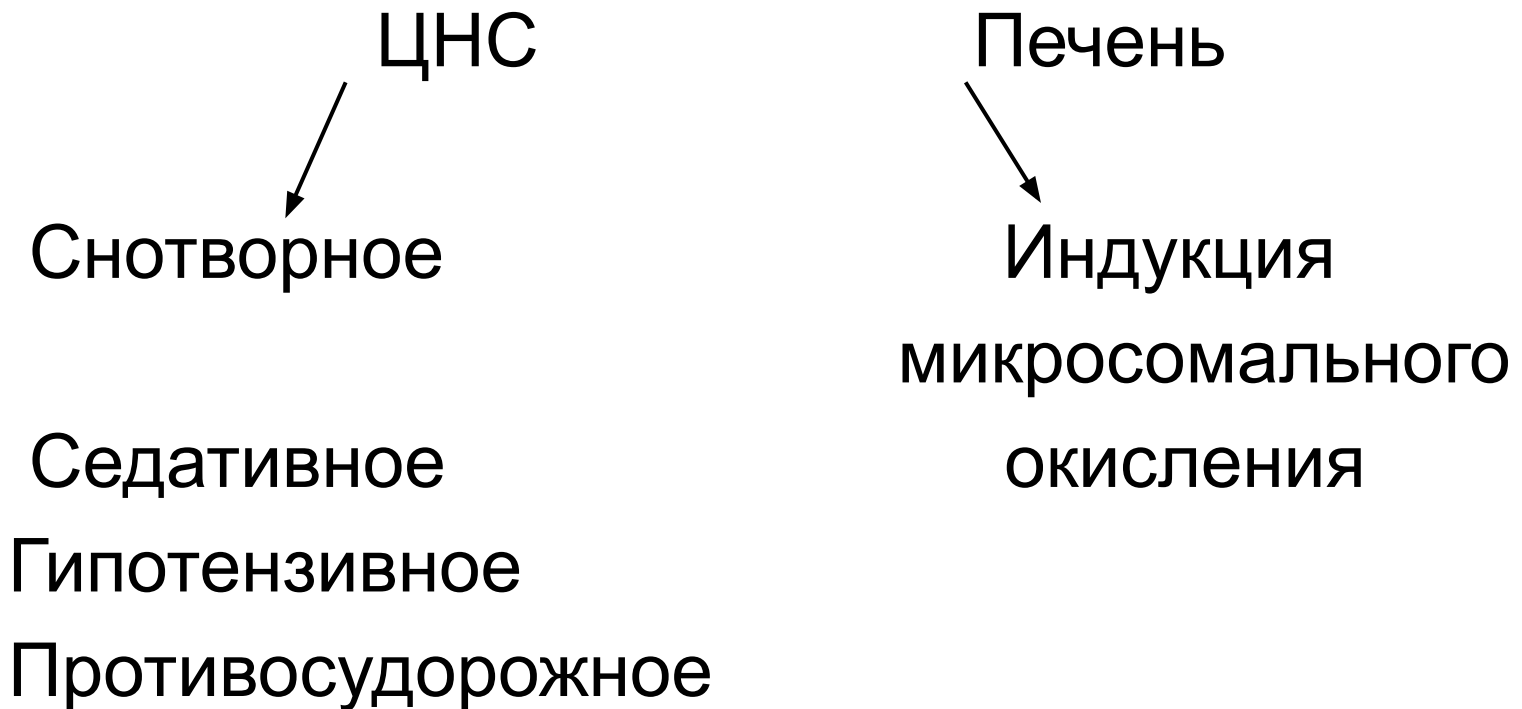 ЦНС
Печень
Снотворное
Индукция
микросомального
Седативное
окисления
Гипотензивное
Противосудорожное